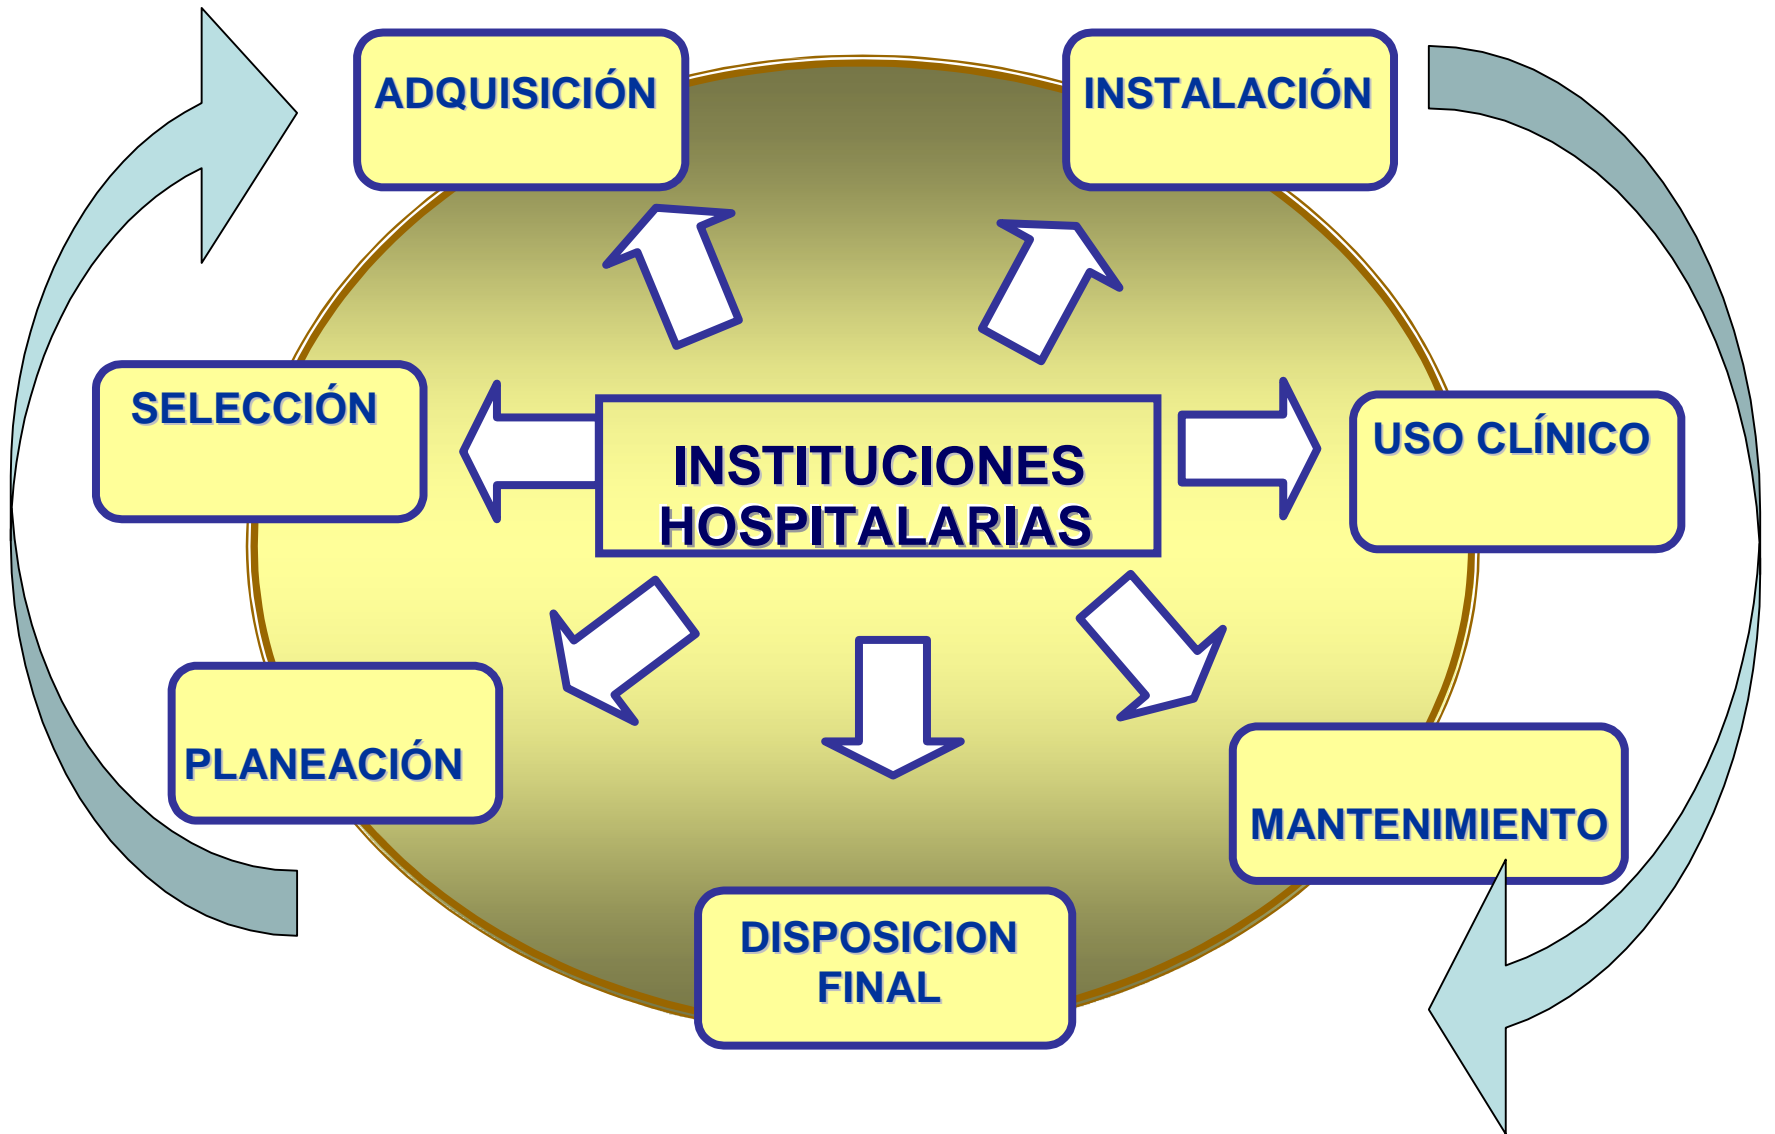 ADQUISICIÓN
INSTALACIÓN
SELECCIÓN
USO CLÍNICO
INSTITUCIONES
HOSPITALARIAS
PLANEACIÓN
MANTENIMIENTO
DISPOSICION
FINAL